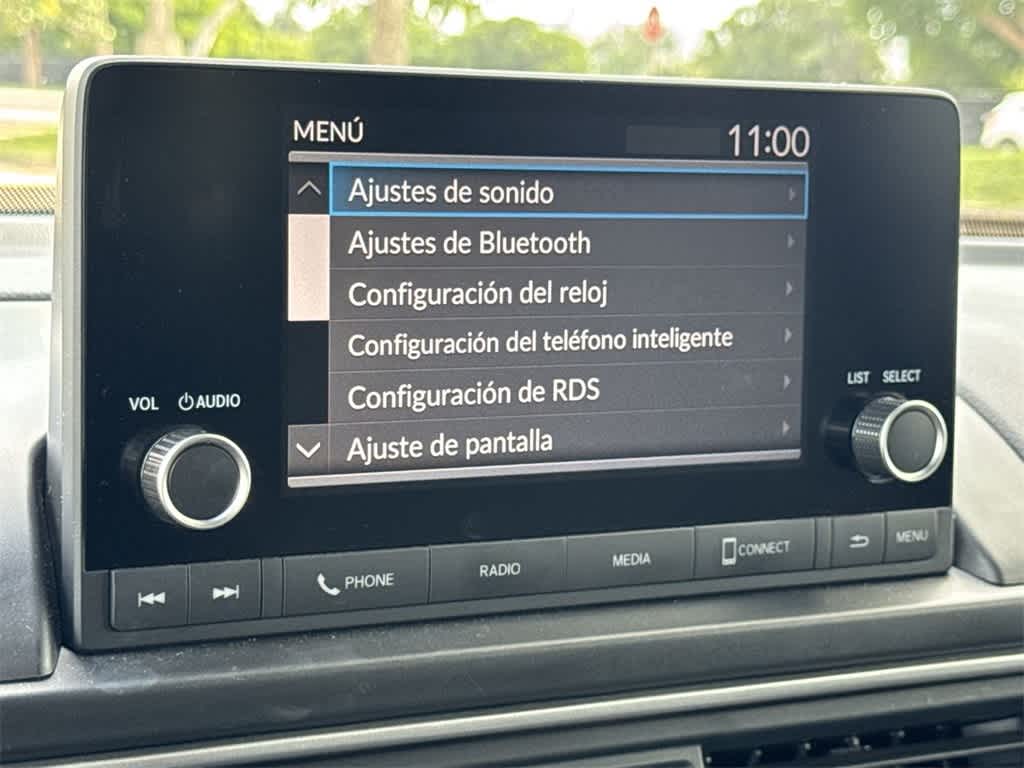 MENÚ
11:00
Ajustes de sonido
Ajustes de Bluetooth
Configuración del reloj
Configuración del teléfono inteligente
Configuración de RDS
Ajuste de pantalla
VOL AUDIO
LIST SELECT
PHONE
RADIO
MEDIA
CONNECT
MENU